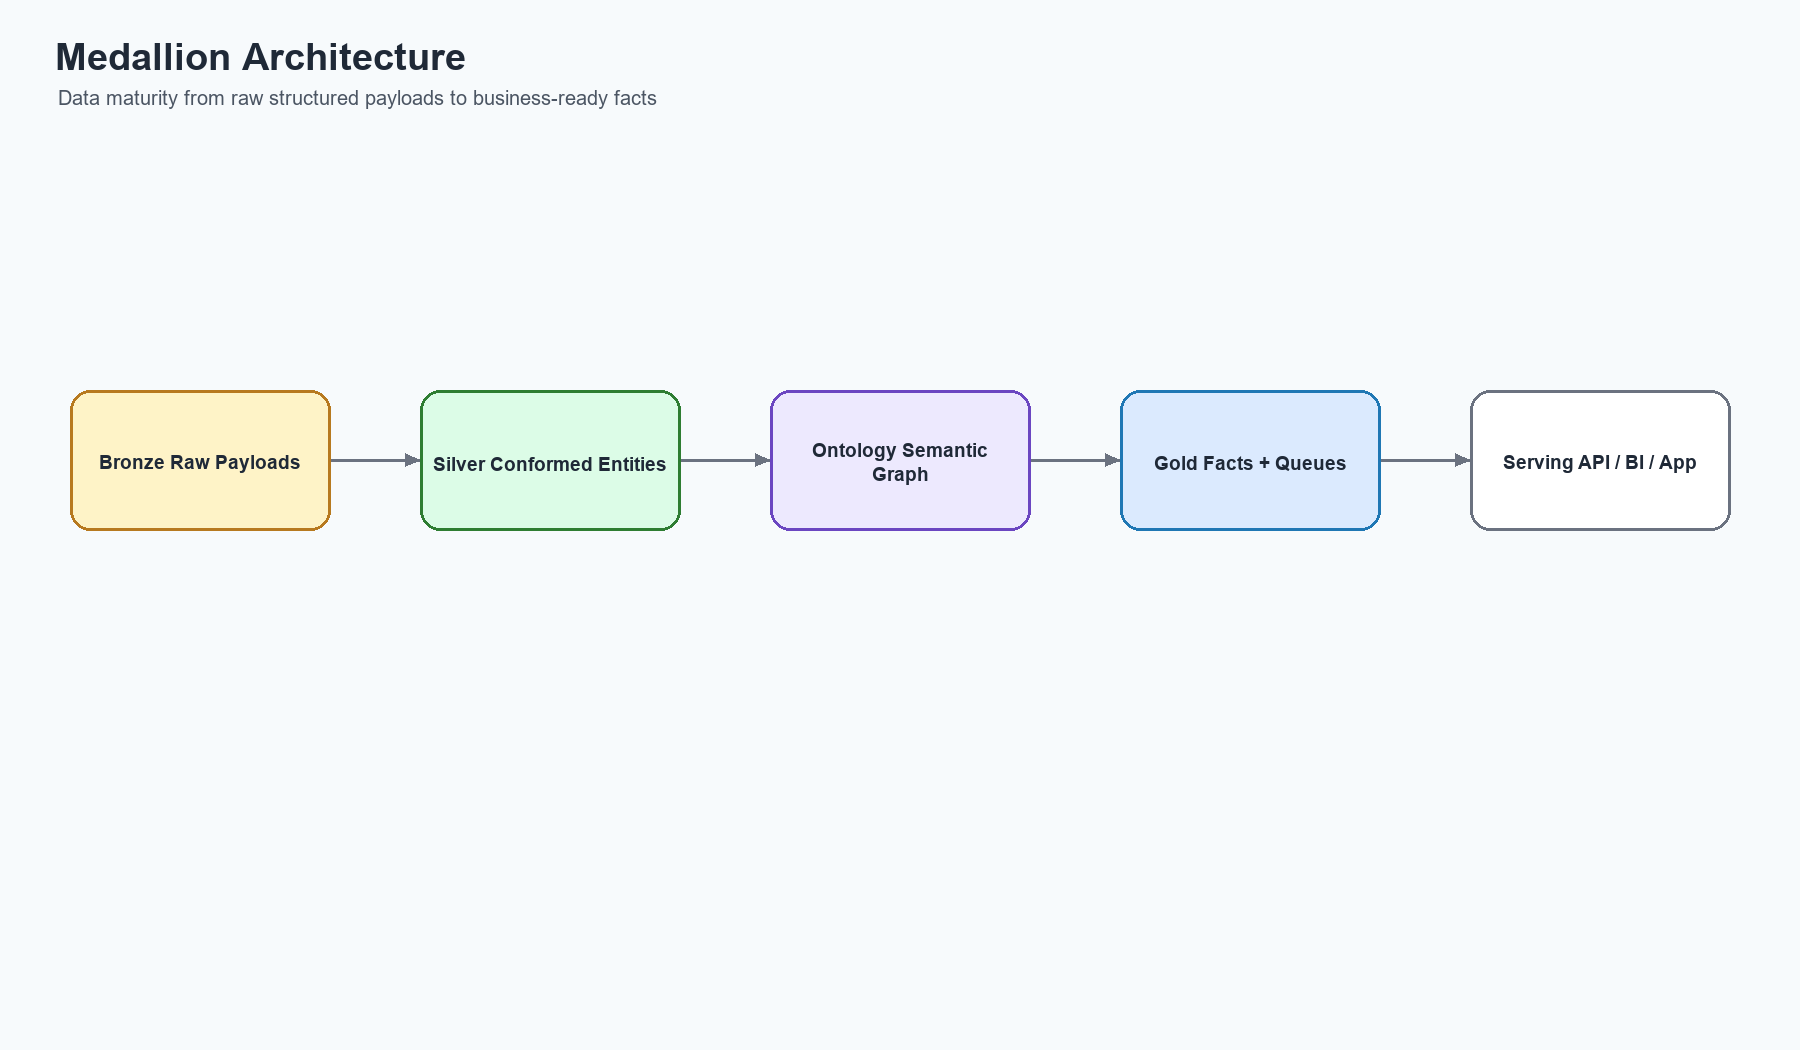 Medallion Architecture
Data maturity from raw structured payloads to business-ready facts
Bronze Raw Payloads
Silver Conformed Entities
Ontology Semantic
Graph
Gold Facts + Queues
Serving API / BI / App